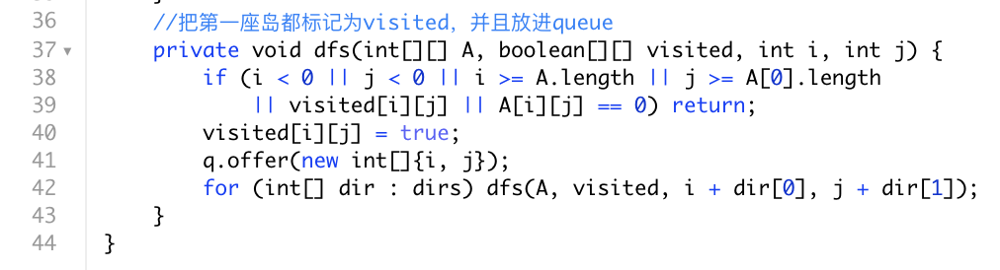 36 //把第一座岛都标记为visited，并且放进queue
37 private void dfs(int[][] A, boolean[][] visited, int i, int j) {
38 if (i < 0 || j < 0 || i >= A.length || j >= A[0].length
39 || visited[i][j] || A[i][j] == 0) return;
40 visited[i][j] = true;
41 q.offer(new int[]{i, j});
42 for (int[] dir : dirs) dfs(A, visited, i + dir[0], j + dir[1]);
43 }
44 }